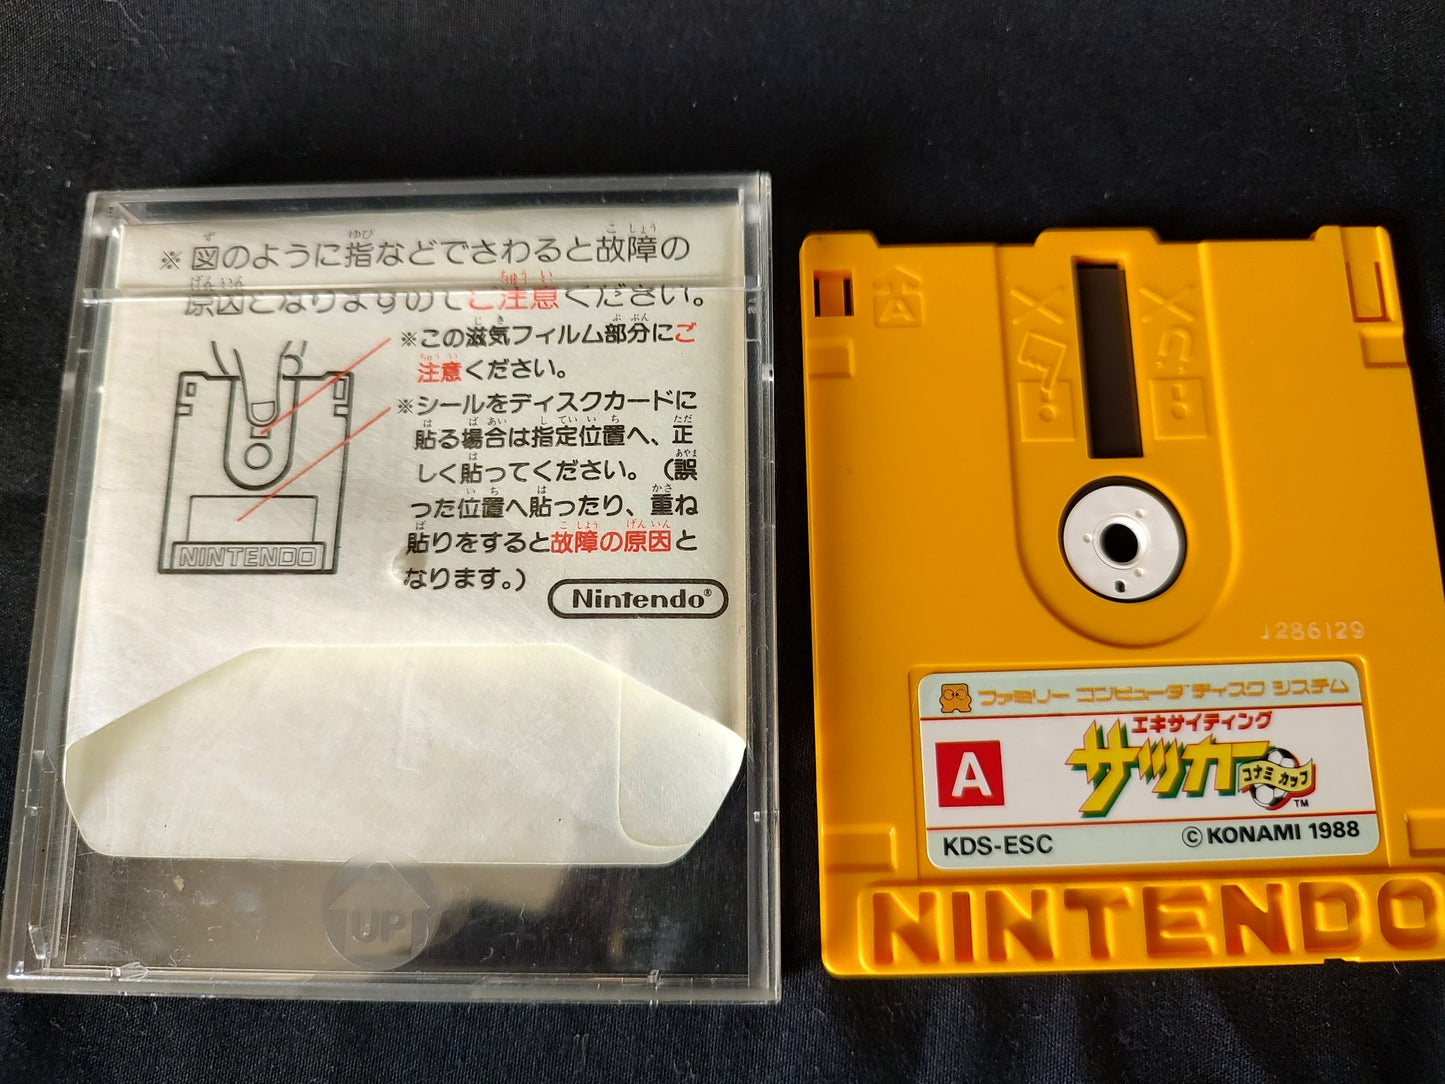 ※図のように指などでさわると故障の
原因となりますのでご注意ください。
※この滋気フィルム部分にご
注意ください。
※シールをディスクカードに
貼る場合は指定位置へ、正
しく貼ってください。(誤
った位置へ貼ったり、重ね
貼りをすると故障の原因と
なります。)
Nintendo®
NINTENDO
UP
A
J286129
ファミリー コンピュータ ディスク システム
エキサイティング
サッカー
コナミ カップ
TM
A
KDS-ESC
© KONAMI 1988
NINTENDO